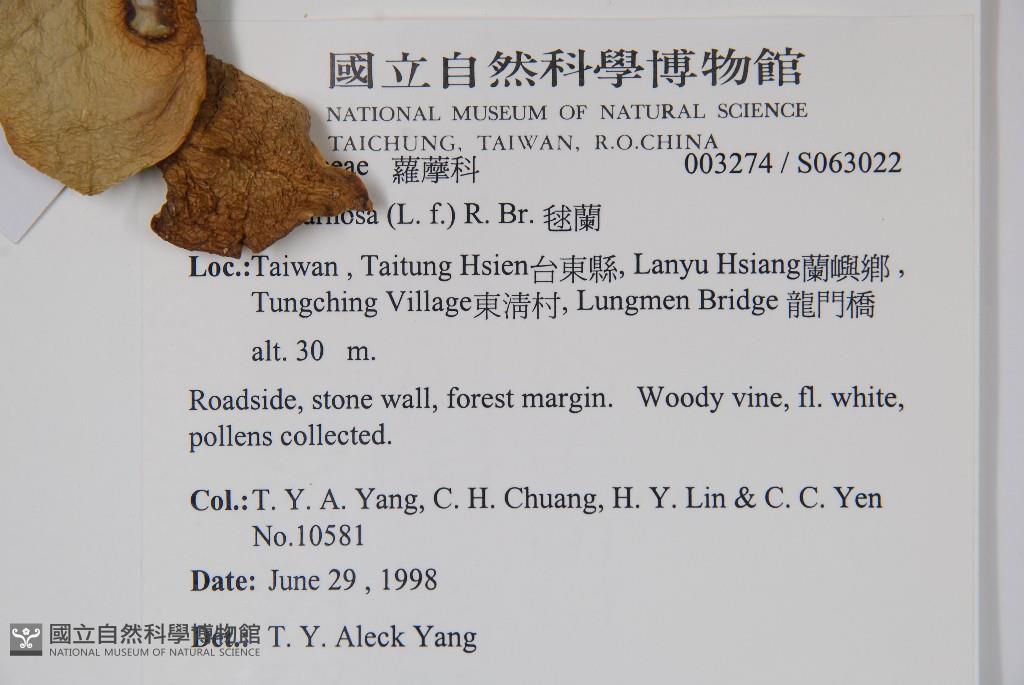 國立自然科學博物館
NATIONAL MUSEUM OF NATURAL SCIENCE
TAICHUNG, TAIWAN, R.O.CHINA
蘿藦科 003274 / S063022
(L. f.) R. Br. 毬蘭
Loc.:Taiwan , Taitung Hsien台東縣, Lanyu Hsiang蘭嶼鄉 ,
Tungching Village東淸村, Lungmen Bridge 龍門橋
alt. 30 m.
Roadside, stone wall, forest margin. Woody vine, fl. white,
pollens collected.
Col.:T. Y. A. Yang, C. H. Chuang, H. Y. Lin & C. C. Yen
No.10581
Date: June 29 , 1998
Det.: T. Y. Aleck Yang
國立自然科學博物館
NATIONAL MUSEUM OF NATURAL SCIENCE